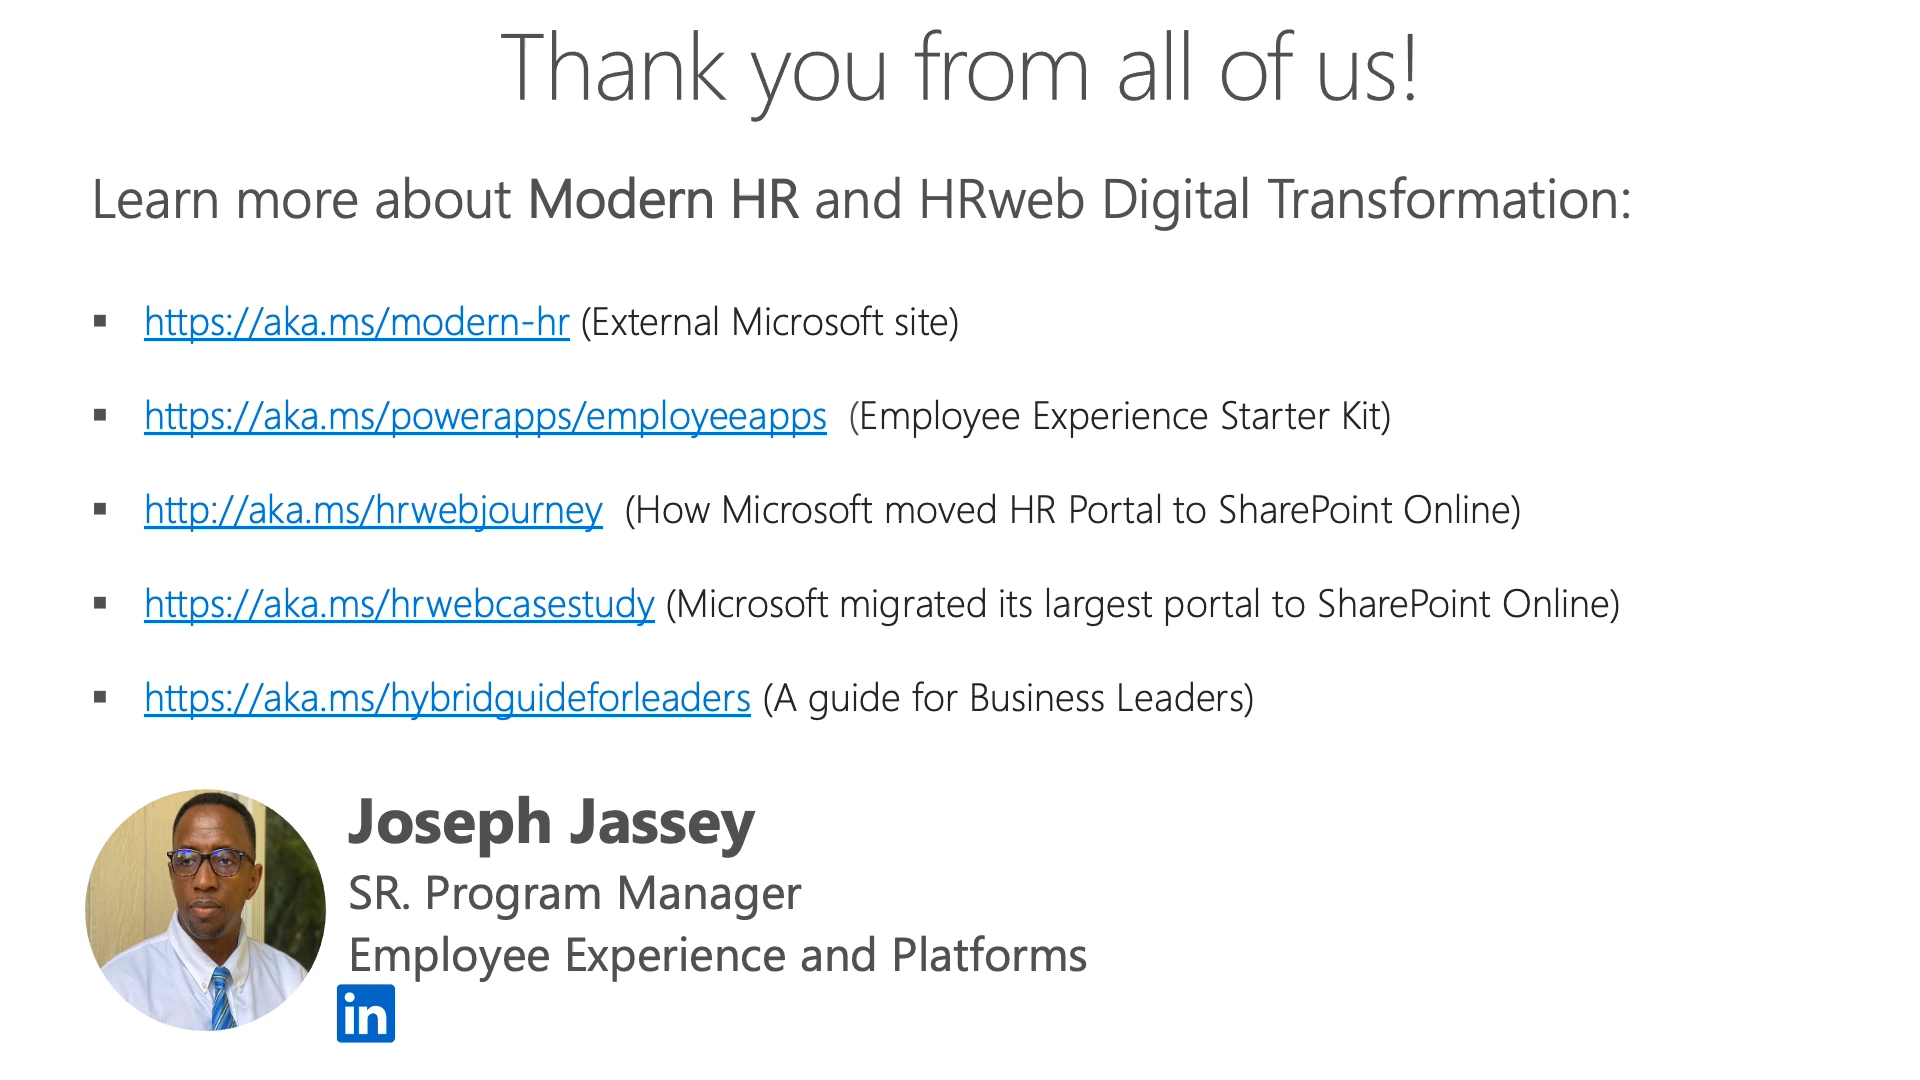 Thank you from all of us!
Learn more about Modern HR and HRweb Digital Transformation:
▪ https://aka.ms/modern-hr (External Microsoft site)
▪ https://aka.ms/powerapps/employeeapps (Employee Experience Starter Kit)
▪ http://aka.ms/hrwebjourney (How Microsoft moved HR Portal to SharePoint Online)
▪ https://aka.ms/hrwebcasestudy (Microsoft migrated its largest portal to SharePoint Online)
▪ https://aka.ms/hybridguideforleaders (A guide for Business Leaders)
Joseph Jassey
SR. Program Manager
Employee Experience and Platforms
in